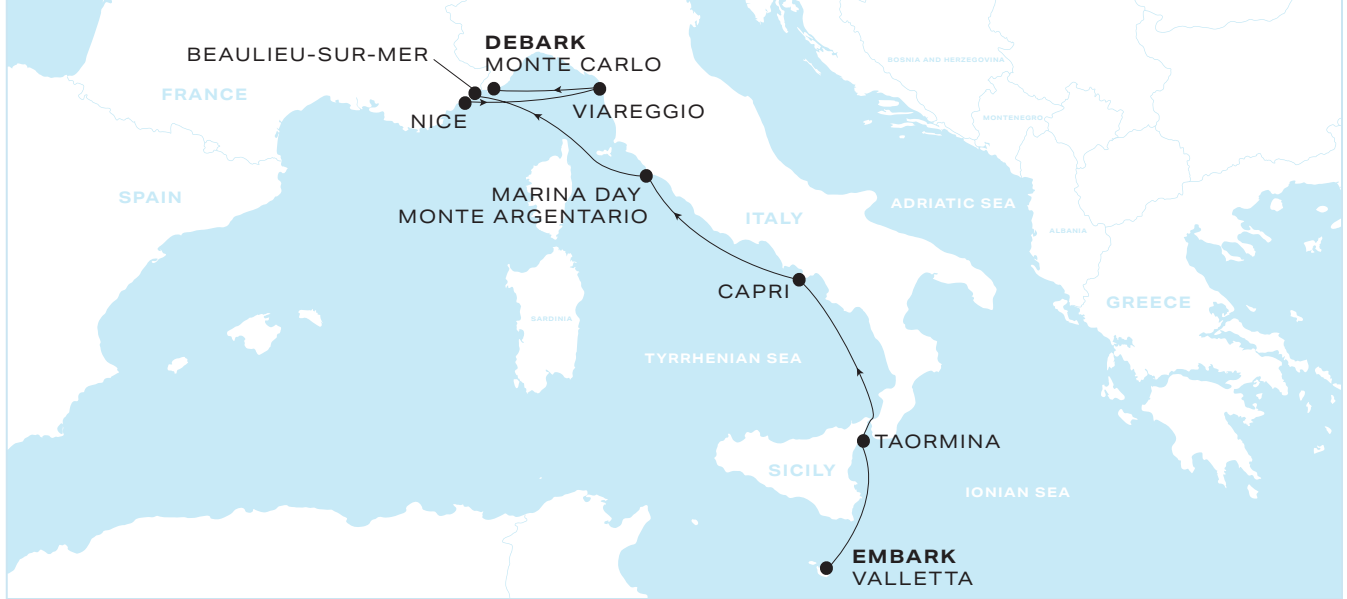 DEBARK
BEAULIEU-SUR-MER
MONTE CARLO
BOSNIA AND HERZEGOVINA
FRANCE
VIAREGGIO
NICE
MONTENEGRO
SPAIN
MARINA DAY
MONTE ARGENTARIO
ITALY
ADRIATIC SEA
ALBANIA
CAPRI
GREECE
SARDINIA
TYRRHENIAN SEA
TAORMINA
SICILY
IONIAN SEA
EMBARK
VALLETTA